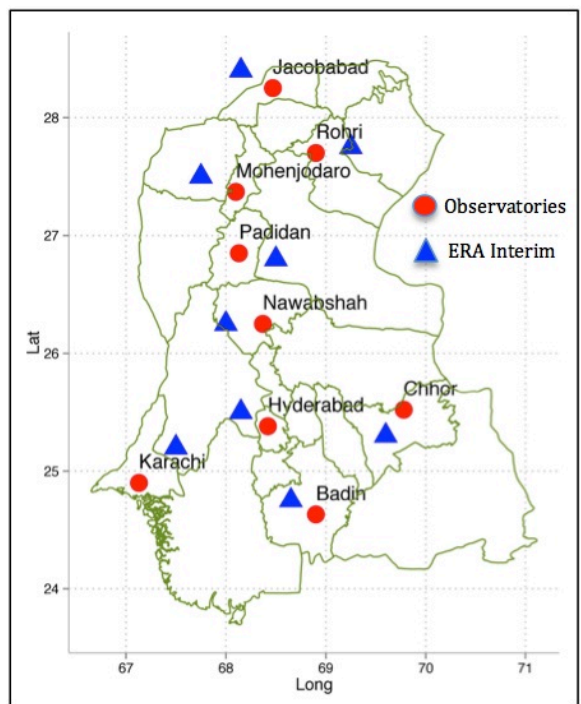 Jacobabad
28
Rohri
Mohenjodaro
Observatories
27
Padidan
ERA Interim
Nawabshah
Lat
26
Chhor
Hyderabad
Karachi
25
Badin
24
67 68 69 70 71
Long